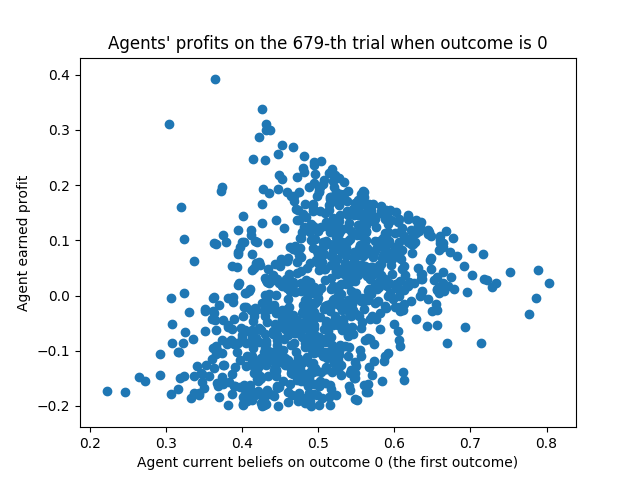 Agents' profits on the 679-th trial when outcome is 0
0.4
0.3
0.2
0.1
0.0
−0.1
−0.2
Agent earned profit
0.2 0.3 0.4 0.5 0.6 0.7 0.8
Agent current beliefs on outcome 0 (the first outcome)